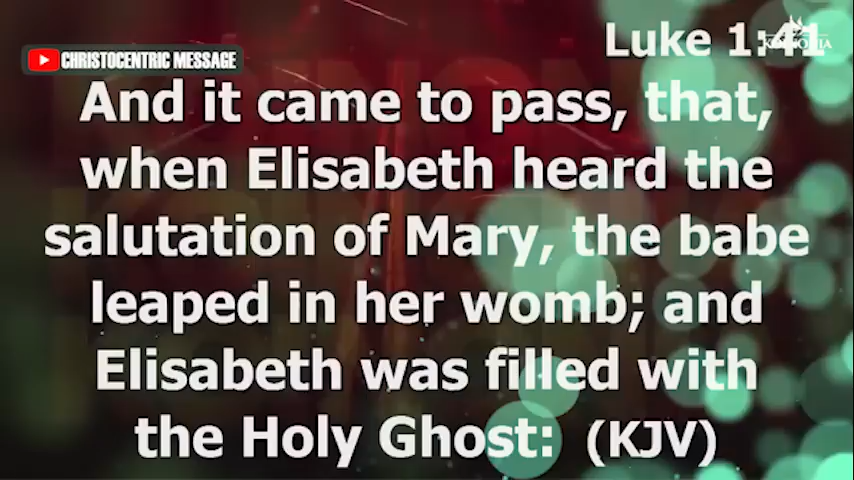 Luke 1:41
CHRISTOCENTRIC MESSAGE
And it came to pass, that,
when Elisabeth heard the
salutation of Mary, the babe
leaped in her womb; and
Elisabeth was filled with
the Holy Ghost: (KJV)